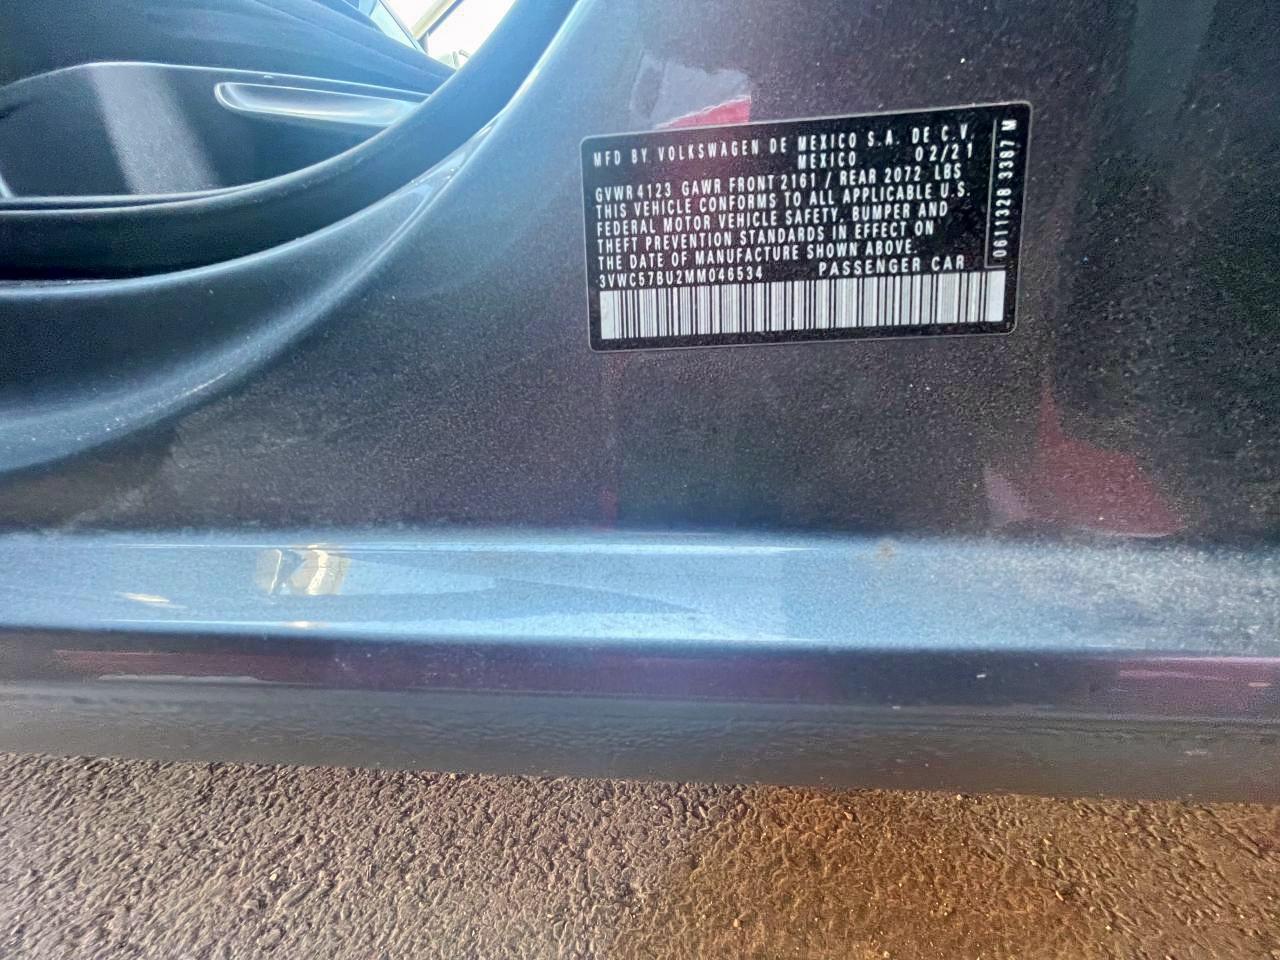 MFD BY VOLKSWAGEN DE MEXICO S.A. DE C.V.
MEXICO 02/21
GVWR 4123 GAWR FRONT 2161 / REAR 2072 LBS
THIS VEHICLE CONFORMS TO ALL APPLICABLE U.S.
FEDERAL MOTOR VEHICLE SAFETY, BUMPER AND
THEFT PREVENTION STANDARDS IN EFFECT ON
THE DATE OF MANUFACTURE SHOWN ABOVE.
3VWC57BU2MM046534 PASSENGER CAR
0611328 3387 M